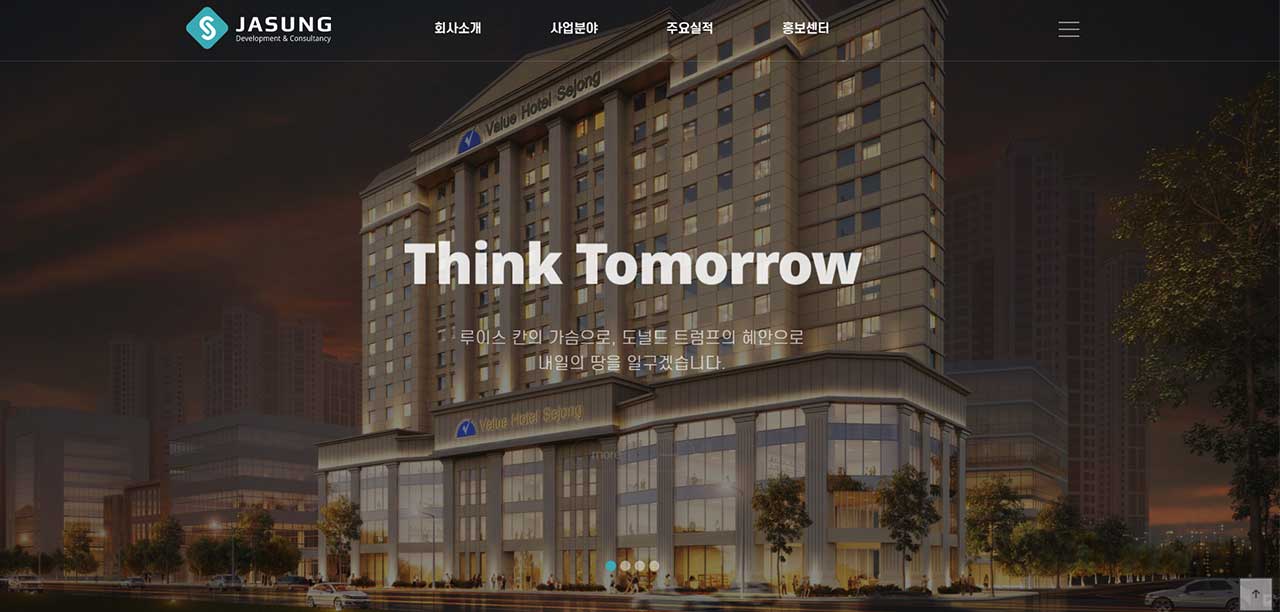 JASUNG
Development & Consultancy
회사소개
사업분야
주요실적
홍보센터
Value Hotel Sejong
Think Tomorrow
루이스 칸의 가슴으로, 도널드 트럼프의 혜안으로
내일의 땅을 일구겠습니다.
Value Hotel Sejong
more